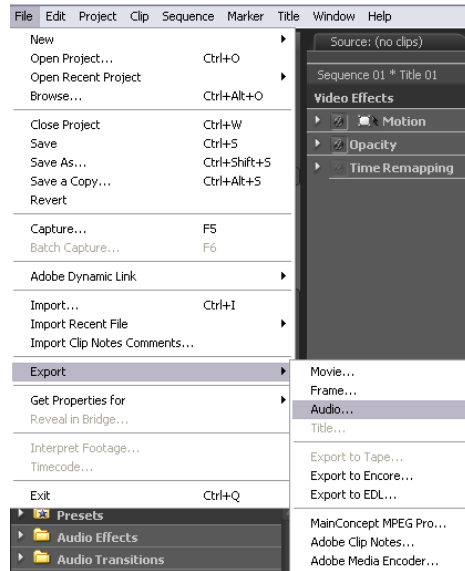 File Edit Project Clip Sequence Marker Title Window Help
New
Open Project... Ctrl+O
Open Recent Project
Browse... Ctrl+Alt+O
Close Project Ctrl+W
Save Ctrl+S
Save As... Ctrl+Shift+S
Save a Copy... Ctrl+Alt+S
Revert
Capture... F5
Batch Capture... F6
Adobe Dynamic Link
Import... Ctrl+I
Import Recent File
Import Clip Notes Comments...
Export
Get Properties for
Reveal in Bridge...
Interpret Footage...
Timecode...
Exit Ctrl+Q
Presets
Audio Effects
Audio Transitions
Source: (no clips)
Sequence 01 * Title 01
Video Effects
Motion
Opacity
Time Remapping
Movie...
Frame...
Audio...
Title...
Export to Tape...
Export to Encore...
Export to EDL...
MainConcept MPEG Pro...
Adobe Clip Notes...
Adobe Media Encoder...